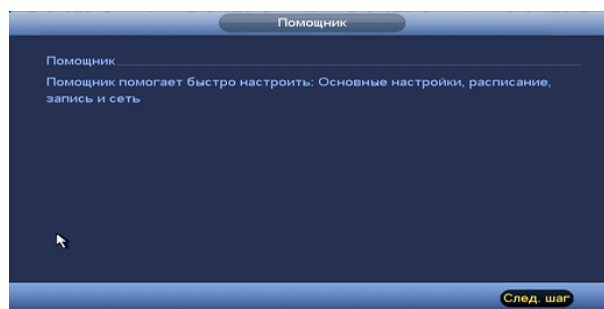 Помощник
Помощник
Помощник помогает быстро настроить: Основные настройки, расписание,
запись и сеть
След. шаг